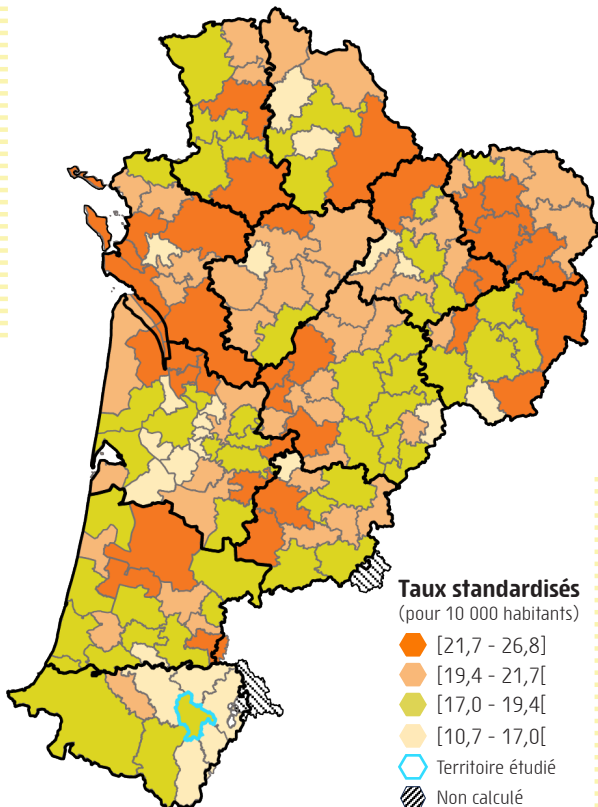 Taux standardisés
(pour 10 000 habitants)
[21,7 - 26,8]
[19,4 - 21,7[
[17,0 - 19,4[
[10,7 - 17,0[
Territoire étudié
Non calculé